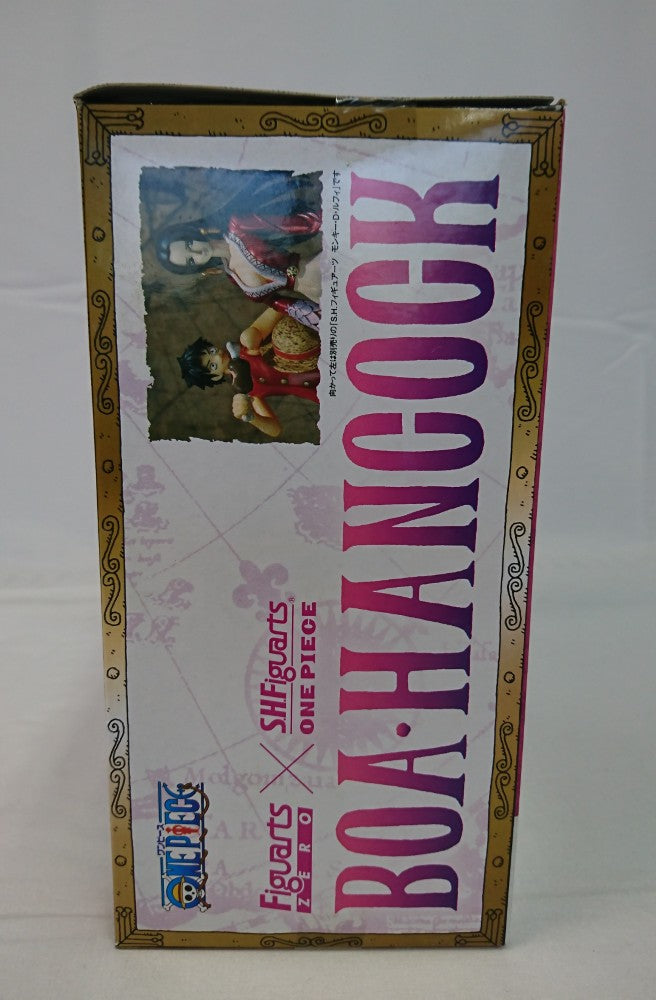 向かって左は別売りの「S.H.フィギュアーツ モンキー・D・ルフィ」です
BOA・HANCOCK
Figuarts
ZERO
×
S.H.Figuarts®
ONE PIECE
ワンピース
ONE PIECE